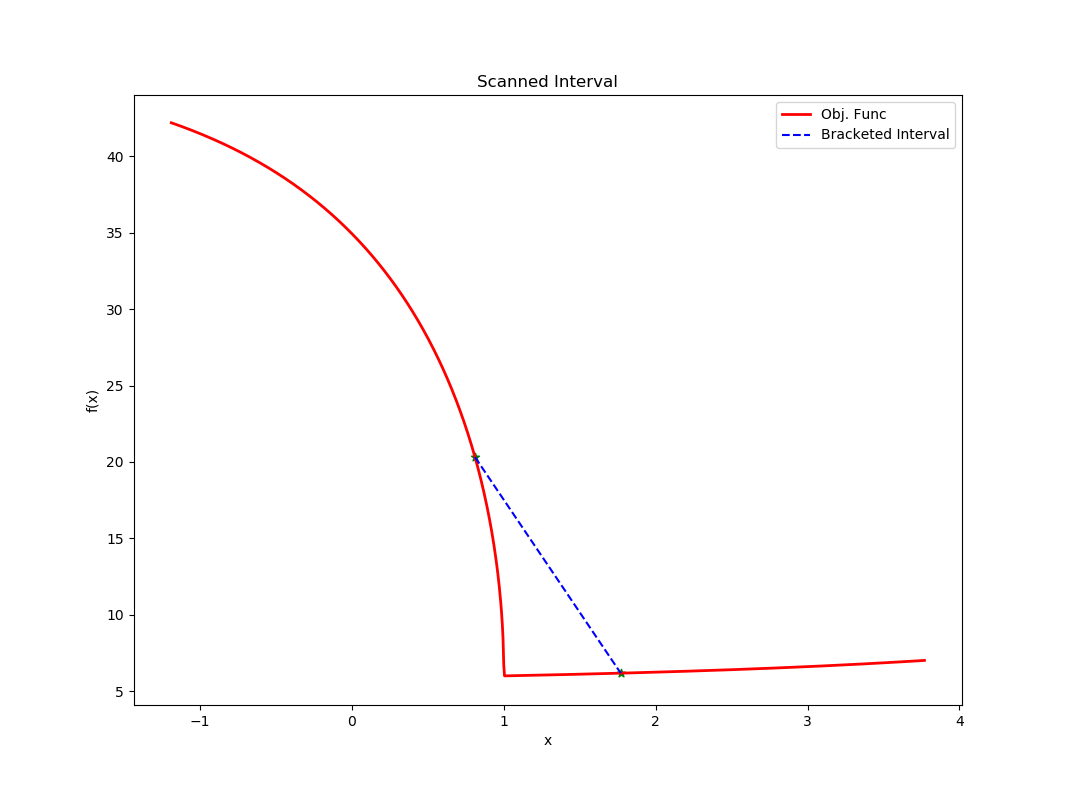 Scanned Interval
Obj. Func
Bracketed Interval
f(x)
40
35
30
25
20
15
10
5
−1
0
1
2
3
4
x